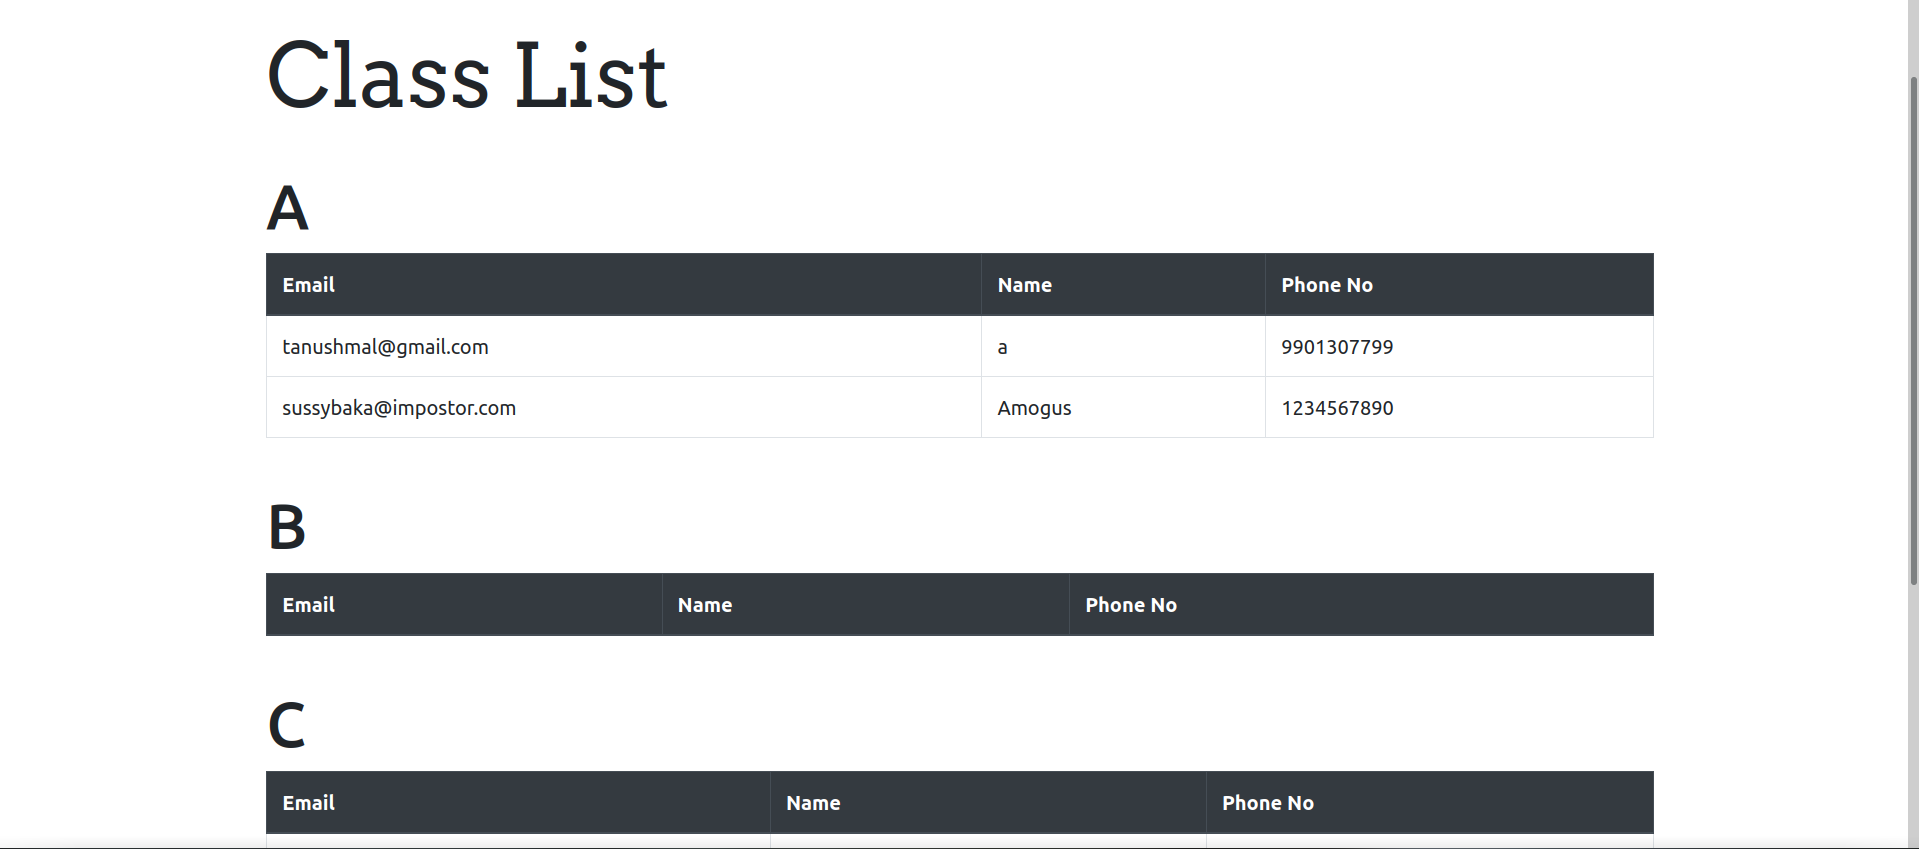 Class List
A
Email Name Phone No
tanushmal@gmail.com a 9901307799
sussybaka@impostor.com Amogus 1234567890
B
Email Name Phone No
C
Email Name Phone No